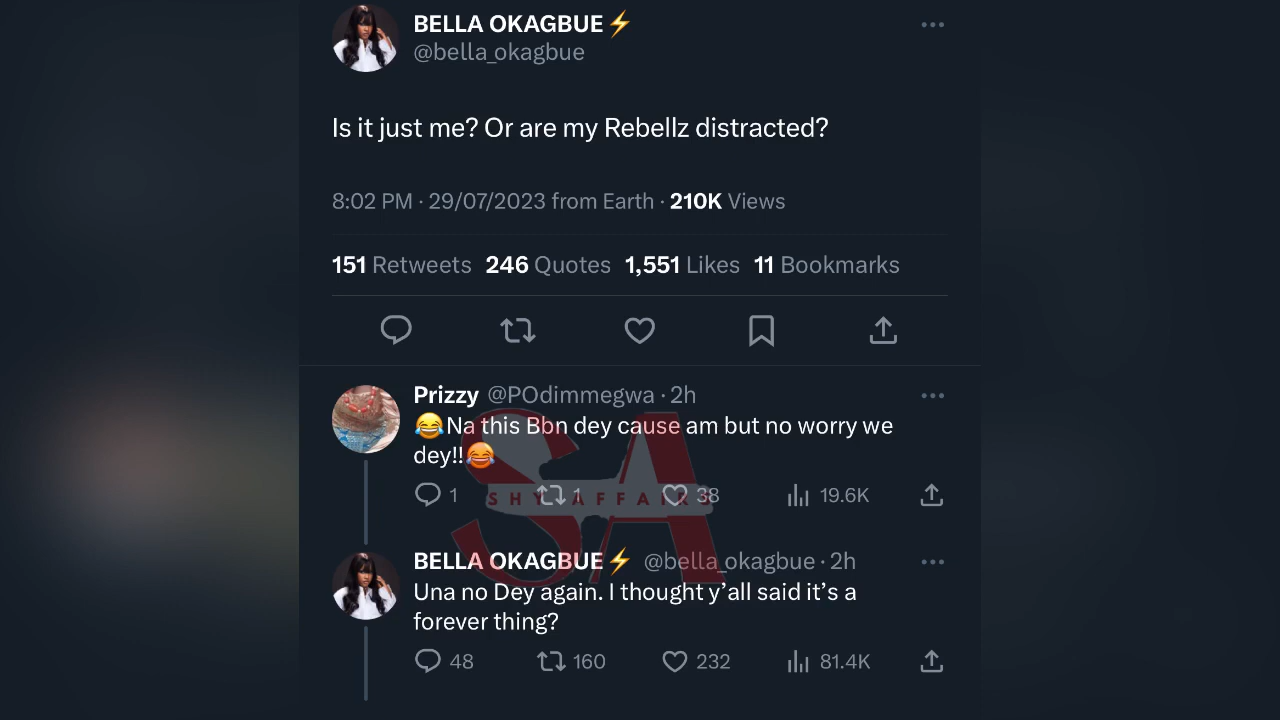 BELLA OKAGBUE⚡
@bella_okagbue
Is it just me? Or are my Rebellz distracted?
8:02 PM · 29/07/2023 from Earth · 210K Views
151 Retweets 246 Quotes 1,551 Likes 11 Bookmarks
Prizzy @POdimmegwa · 2h
😂Na this Bbn dey cause am but no worry we
dey!!😂
SA
SHY AFFAIRS
1 1 38 19.6K
BELLA OKAGBUE⚡ @bella_okagbue · 2h
Una no Dey again. I thought y’all said it’s a
forever thing?
48 160 232 81.4K